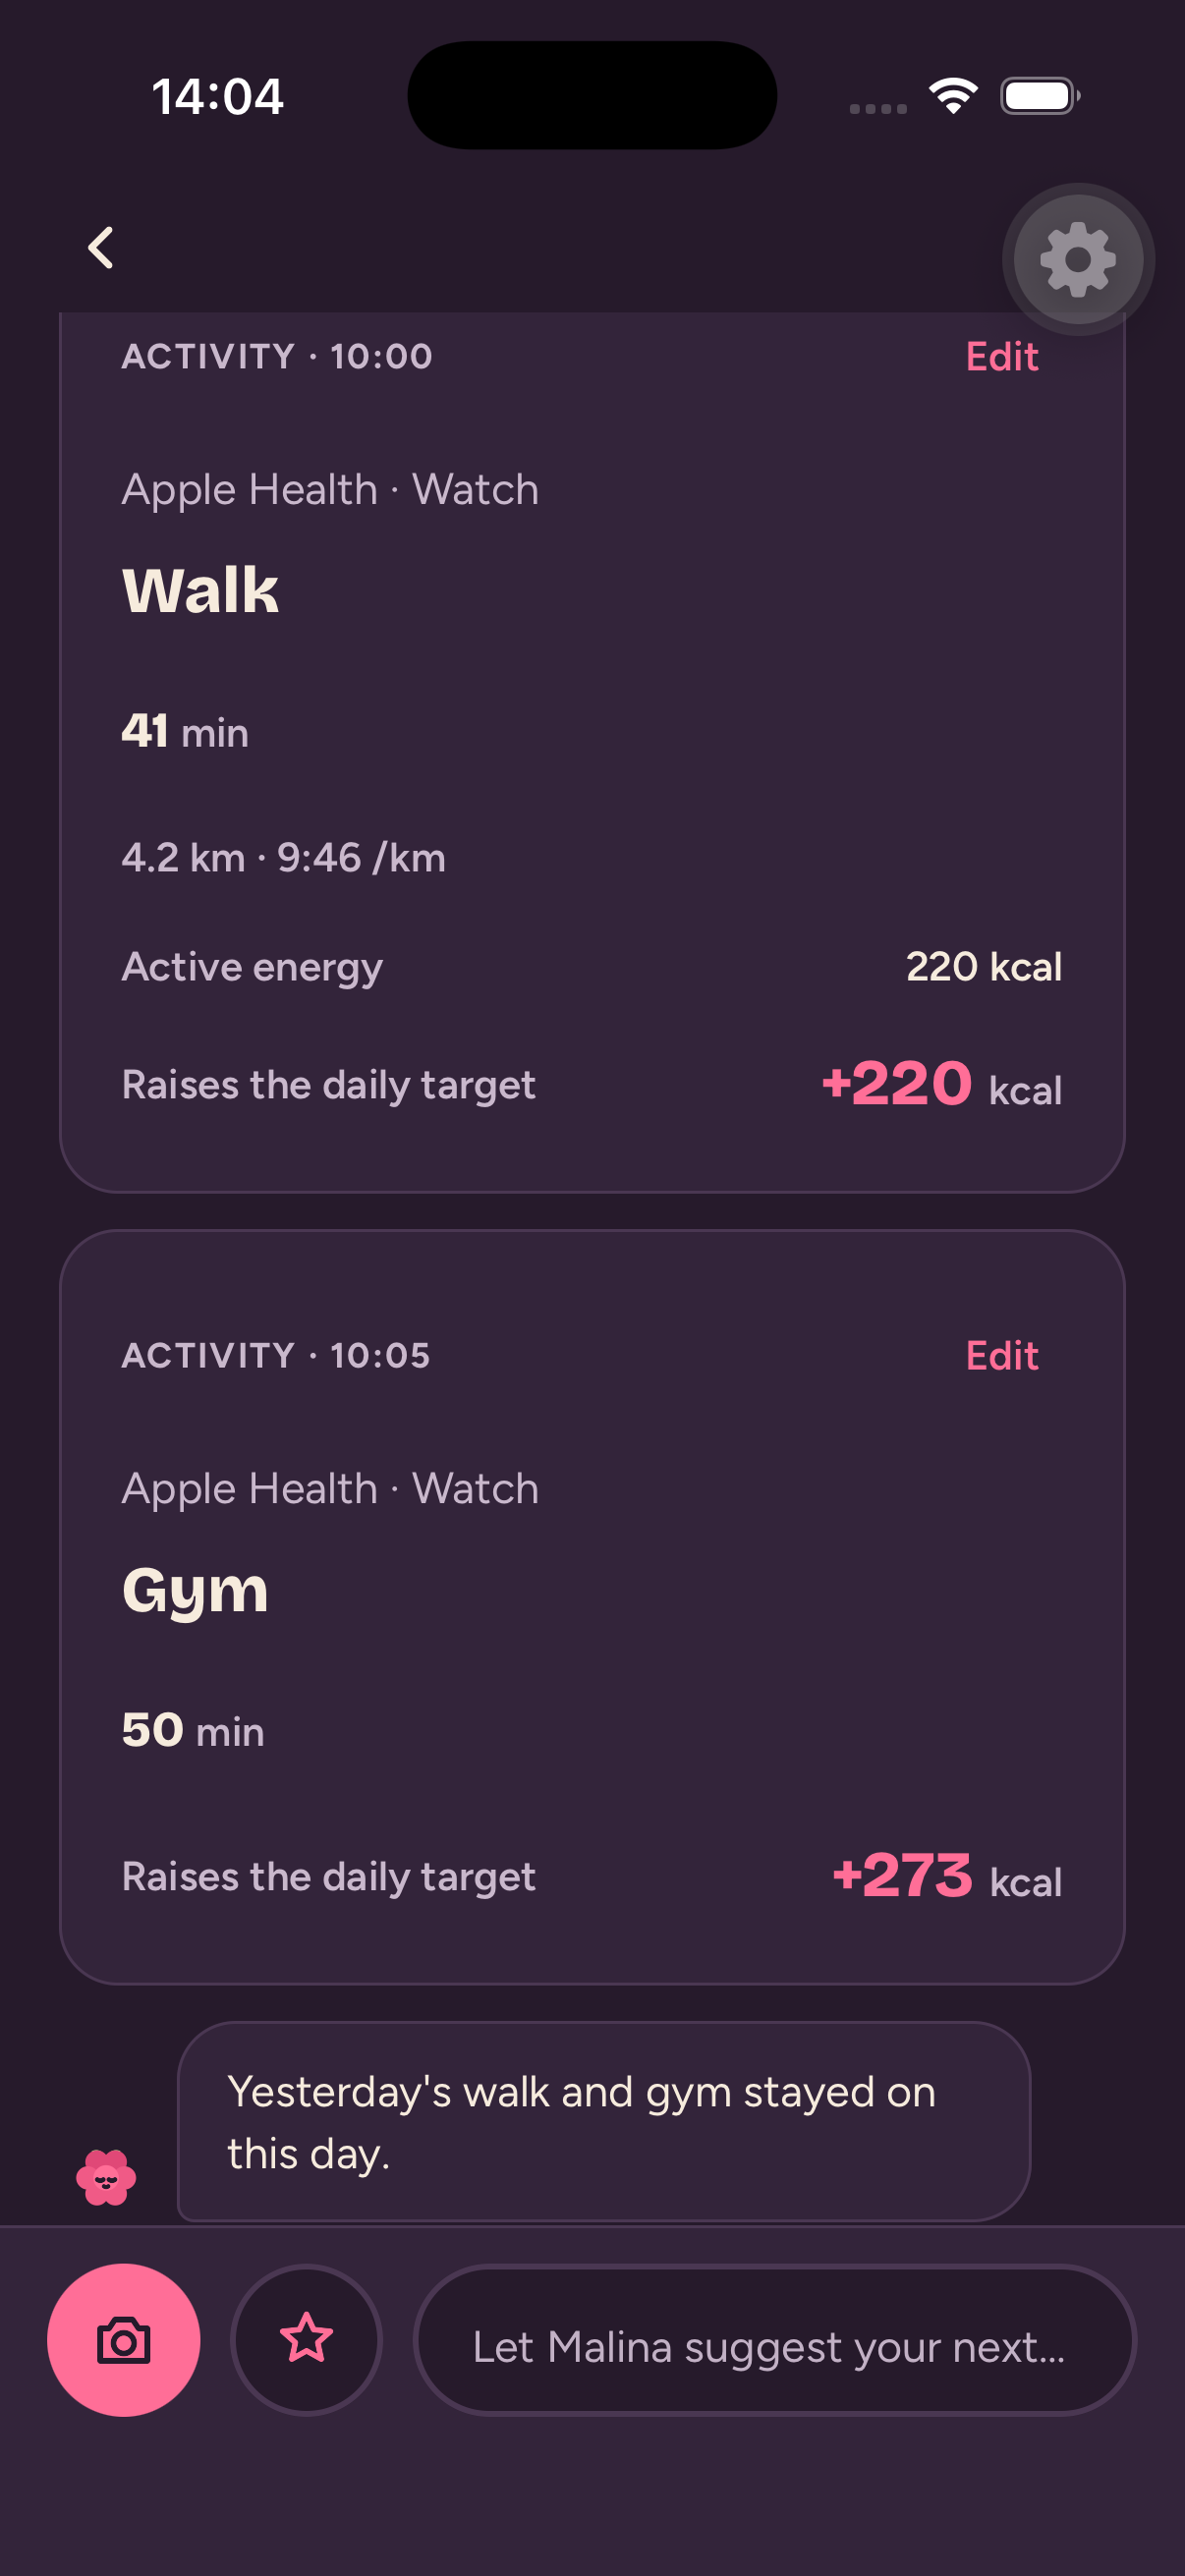 14:04
ACTIVITY · 10:00
Edit
Apple Health · Watch
Walk
41 min
4.2 km · 9:46 /km
Active energy
220 kcal
Raises the daily target
+220 kcal
ACTIVITY · 10:05
Edit
Apple Health · Watch
Gym
50 min
Raises the daily target
+273 kcal
Yesterday's walk and gym stayed on
this day.
Let Malina suggest your next...